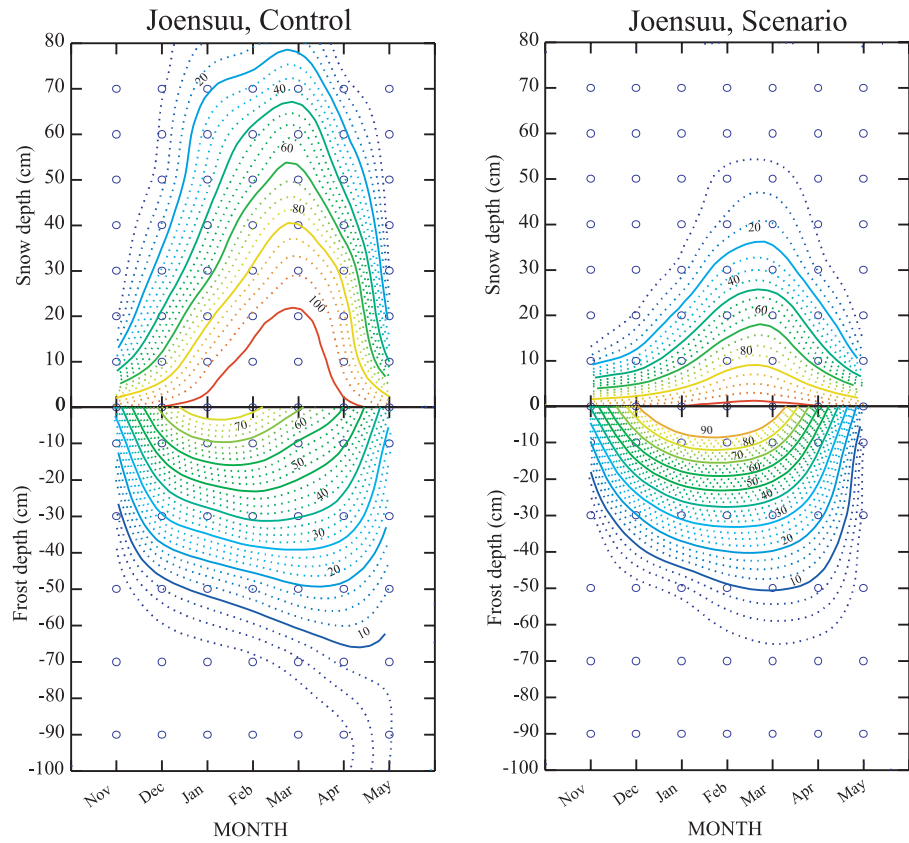 Joensuu, Control
80
70
60
50
40
30
20
10
0
-10
-20
-30
-40
-50
-60
-70
-80
-90
-100
Snow depth (cm)
Frost depth (cm)
20
40
60
80
100
70
60
50
40
30
20
10
Nov
Dec
Jan
Feb
Mar
Apr
May
MONTH
Joensuu, Scenario
80
70
60
50
40
30
20
10
0
-10
-20
-30
-40
-50
-60
-70
-80
-90
-100
Snow depth (cm)
Frost depth (cm)
20
40
60
80
90
80
70
60
50
40
30
20
10
Nov
Dec
Jan
Feb
Mar
Apr
May
MONTH